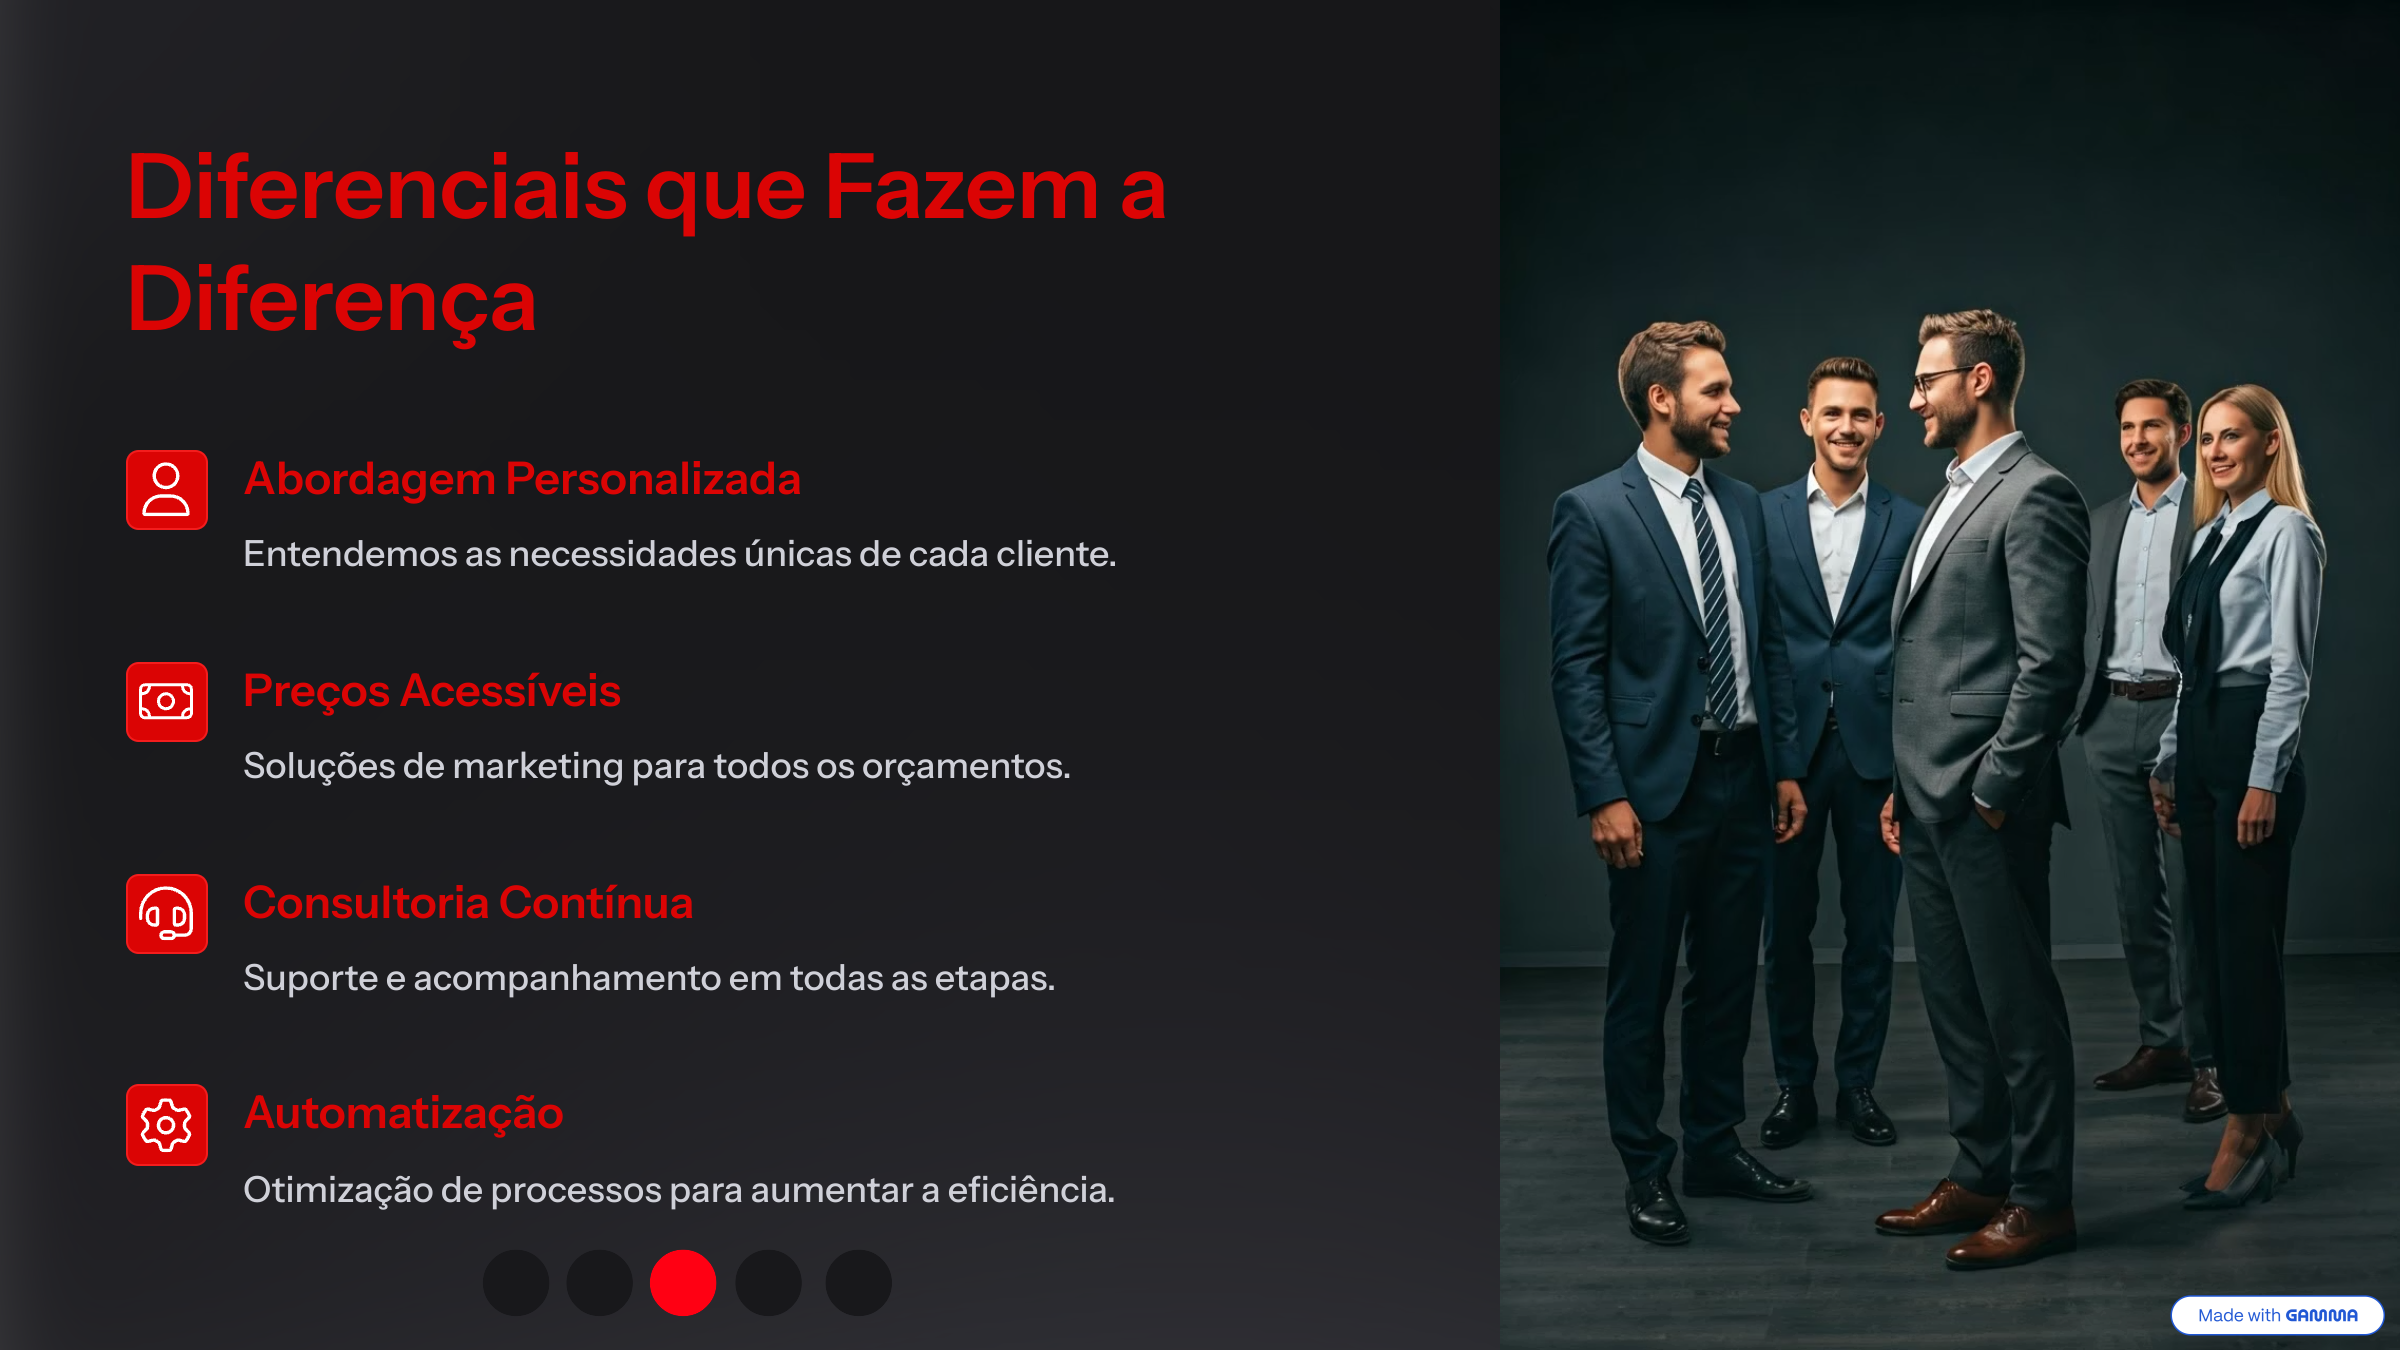 Diferenciais que Fazem a
Diferença
Abordagem Personalizada
Entendemos as necessidades únicas de cada cliente.
Preços Acessíveis
Soluções de marketing para todos os orçamentos.
Consultoria Contínua
Suporte e acompanhamento em todas as etapas.
Automatização
Otimização de processos para aumentar a eficiência.
Made with GAMMA